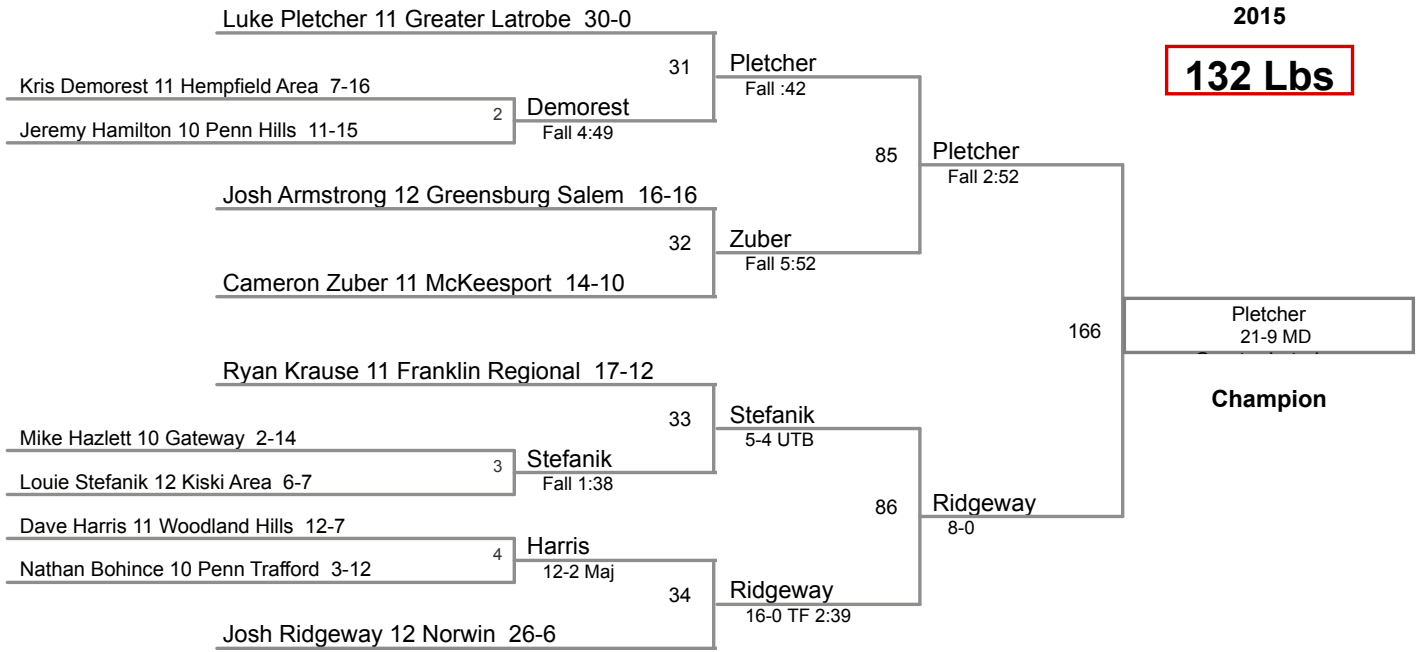 Luke Pletcher 11 Greater Latrobe 30-0
2015
132 Lbs
31
Pletcher
Fall :42
Kris Demorest 11 Hempfield Area 7-16
2
Demorest
Fall 4:49
Jeremy Hamilton 10 Penn Hills 11-15
85
Pletcher
Fall 2:52
Josh Armstrong 12 Greensburg Salem 16-16
32
Zuber
Fall 5:52
Cameron Zuber 11 McKeesport 14-10
166
Pletcher
21-9 MD
Champion
Ryan Krause 11 Franklin Regional 17-12
33
Stefanik
5-4 UTB
Mike Hazlett 10 Gateway 2-14
3
Stefanik
Fall 1:38
Louie Stefanik 12 Kiski Area 6-7
86
Ridgeway
8-0
Dave Harris 11 Woodland Hills 12-7
4
Harris
12-2 Maj
Nathan Bohince 10 Penn Trafford 3-12
34
Ridgeway
16-0 TF 2:39
Josh Ridgeway 12 Norwin 26-6